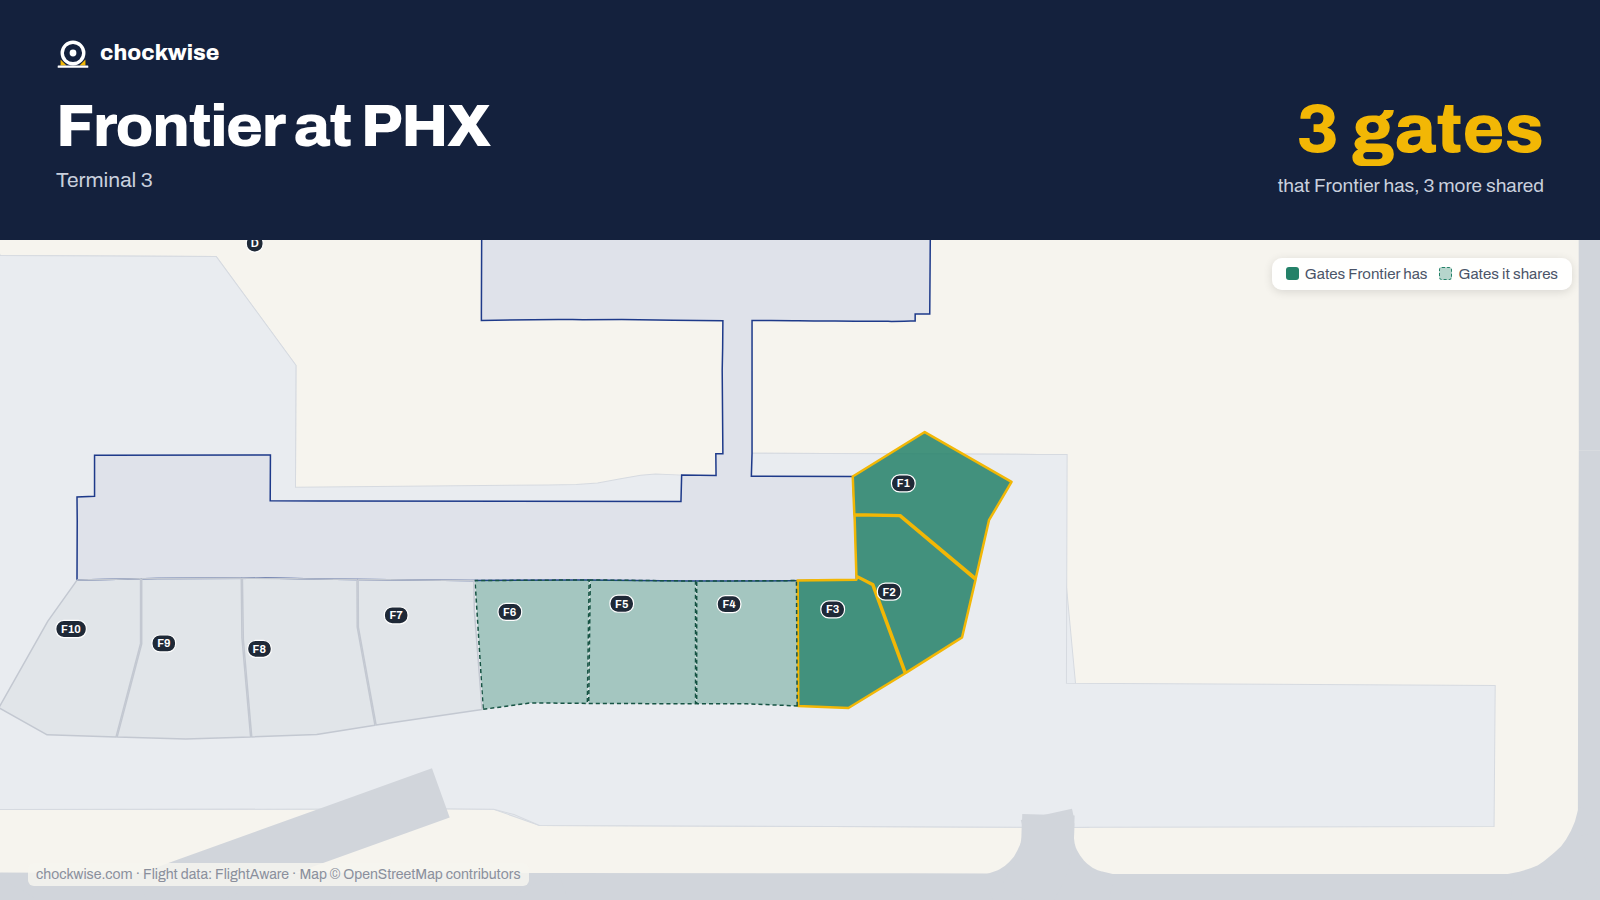 chockwise
Frontier at PHX
Terminal 3
3 gates
that Frontier has, 3 more shared
D
Gates Frontier has
Gates it shares
F1
F2
F3
F4
F5
F6
F7
F8
F9
F10
chockwise.com · Flight data: FlightAware · Map © OpenStreetMap contributors